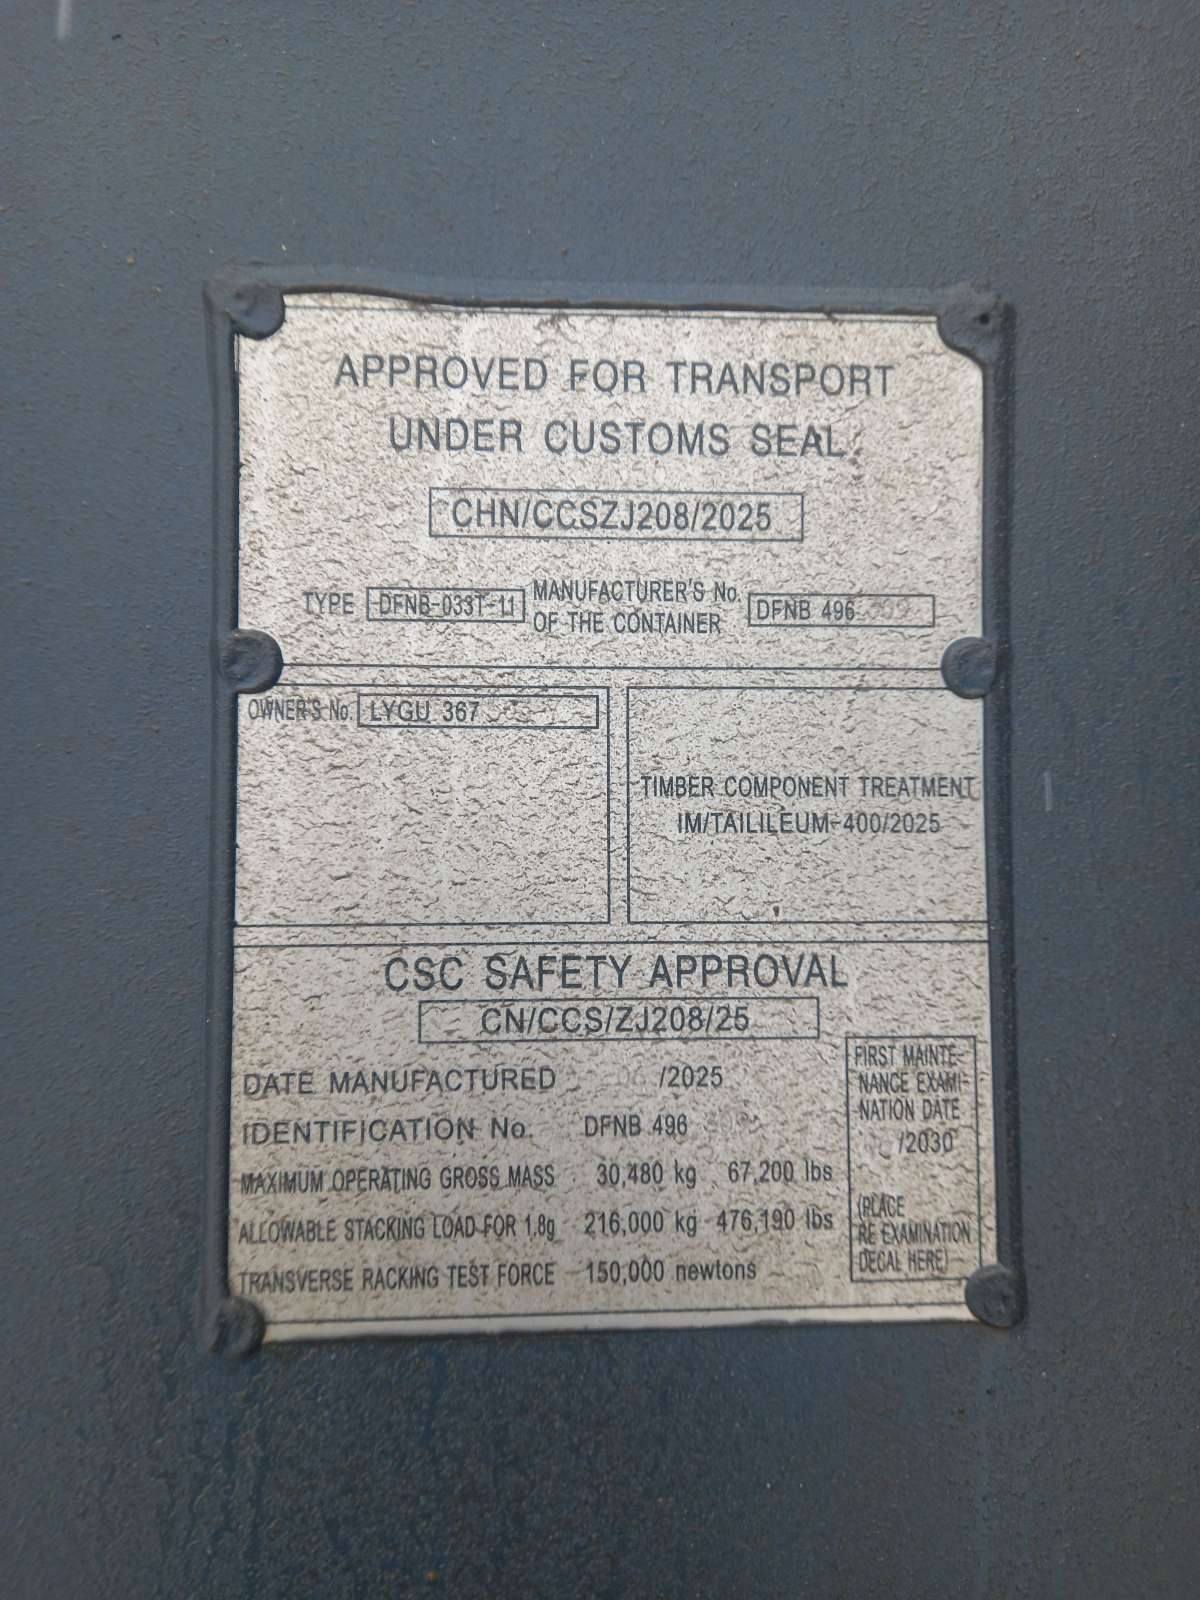 APPROVED FOR TRANSPORT
UNDER CUSTOMS SEAL
CHN/CCSZJ208/2025
TYPE DFNB-033T-11 MANUFACTURER'S No. OF THE CONTAINER DFNB 496
OWNER'S No. LYGU 367
TIMBER COMPONENT TREATMENT
IM/TAILILEUM-400/2025
CSC SAFETY APPROVAL
CN/CCS/ZJ208/25
DATE MANUFACTURED /2025
IDENTIFICATION No. DFNB 496
MAXIMUM OPERATING GROSS MASS 30,480 kg 67,200 lbs
ALLOWABLE STACKING LOAD FOR 1.8g 216,000 kg 476,190 lbs
TRANSVERSE RACKING TEST FORCE 150,000 newtons
FIRST MAINTE-
NANCE EXAMI-
NATION DATE
/2030
(PLACE
RE EXAMINATION
DECAL HERE)